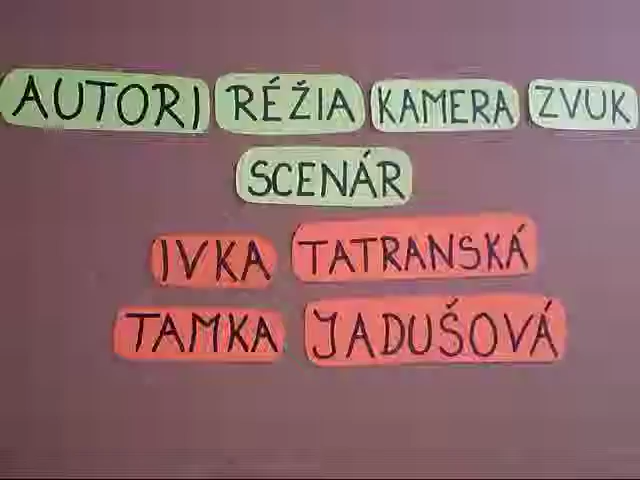 AUTORI RÉŽIA KAMERA ZVUK
SCENÁR
IVKA TATRANSKÁ
TAMKA JADUŠOVÁ